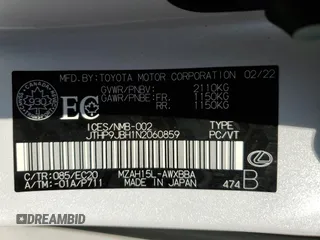 MFD.BY TOYOTA MOTOR CORPORATION 02/22
GVWR/PNBV: 2110KG
GAWR/PNBE:FR. 1150KG
RR. 1150KG
930
EC
ICES/NMB-002 TYPE
JTHP9JBH1N2060859 PC/VT
C/TR:085/EC20 MZAH15L-AWXBBA
A/TM:-01A/P711 MADE IN JAPAN 474 B
DREAMBID